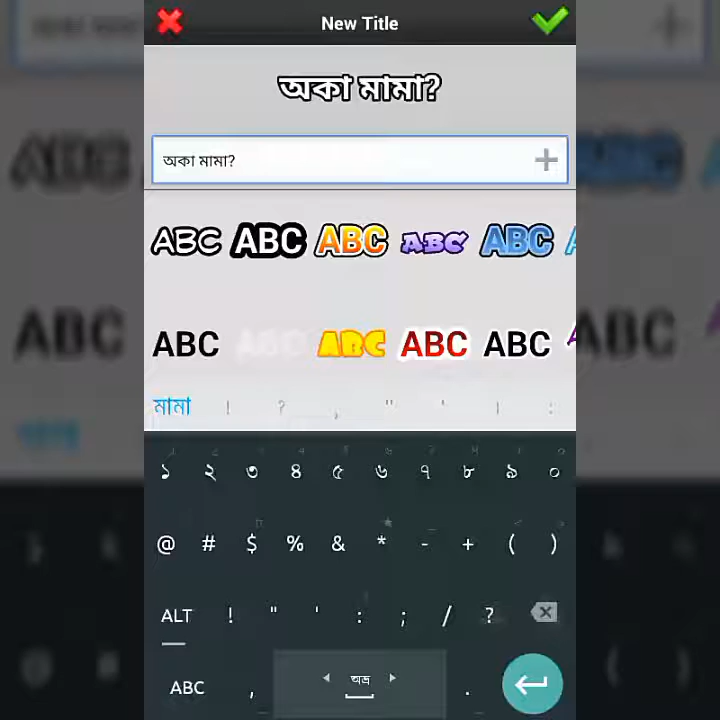 New Title
অকা মামা?
অকা মামা?
ABC ABC ABC ABC ABC
ABC ABC ABC ABC ABC
মামা ! ? , " ' । :
১ ২ ৩ ৪ ৫ ৬ ৭ ৮ ৯ ০
@ # $ % & * - + ( )
ALT ! " ' : ; / ?
ABC , অভ্র .